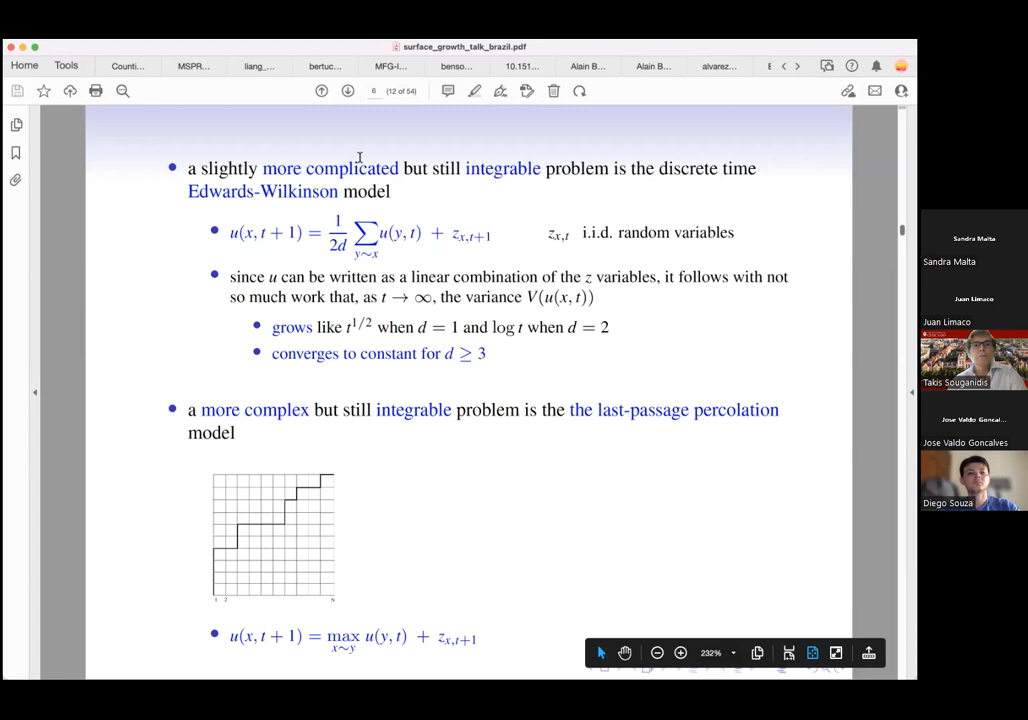 surface_growth_talk_brazil.pdf
Home Tools Counti... MSPR... liang_... bertuc... MFG-I... benso... 10.151... Alain B... Alain B... alvarez...
6 (12 of 54)
• a slightly more complicated but still integrable problem is the discrete time
Edwards-Wilkinson model
• u(x, t + 1) = 1/2d ∑_{y∼x} u(y, t) + z_{x,t+1} z_{x,t} i.i.d. random variables
• since u can be written as a linear combination of the z variables, it follows with not
so much work that, as t → ∞, the variance V(u(x, t))
• grows like t^{1/2} when d = 1 and log t when d = 2
• converges to constant for d ≥ 3
• a more complex but still integrable problem is the the last-passage percolation
model
1 2 N
• u(x, t + 1) = max_{x∼y} u(y, t) + z_{x,t+1}
232%
Sandra Malta
Sandra Malta
Juan Limaco
Juan Limaco
Takis Souganidis
Jose Valdo Goncal...
Jose Valdo Goncalves
Diego Souza